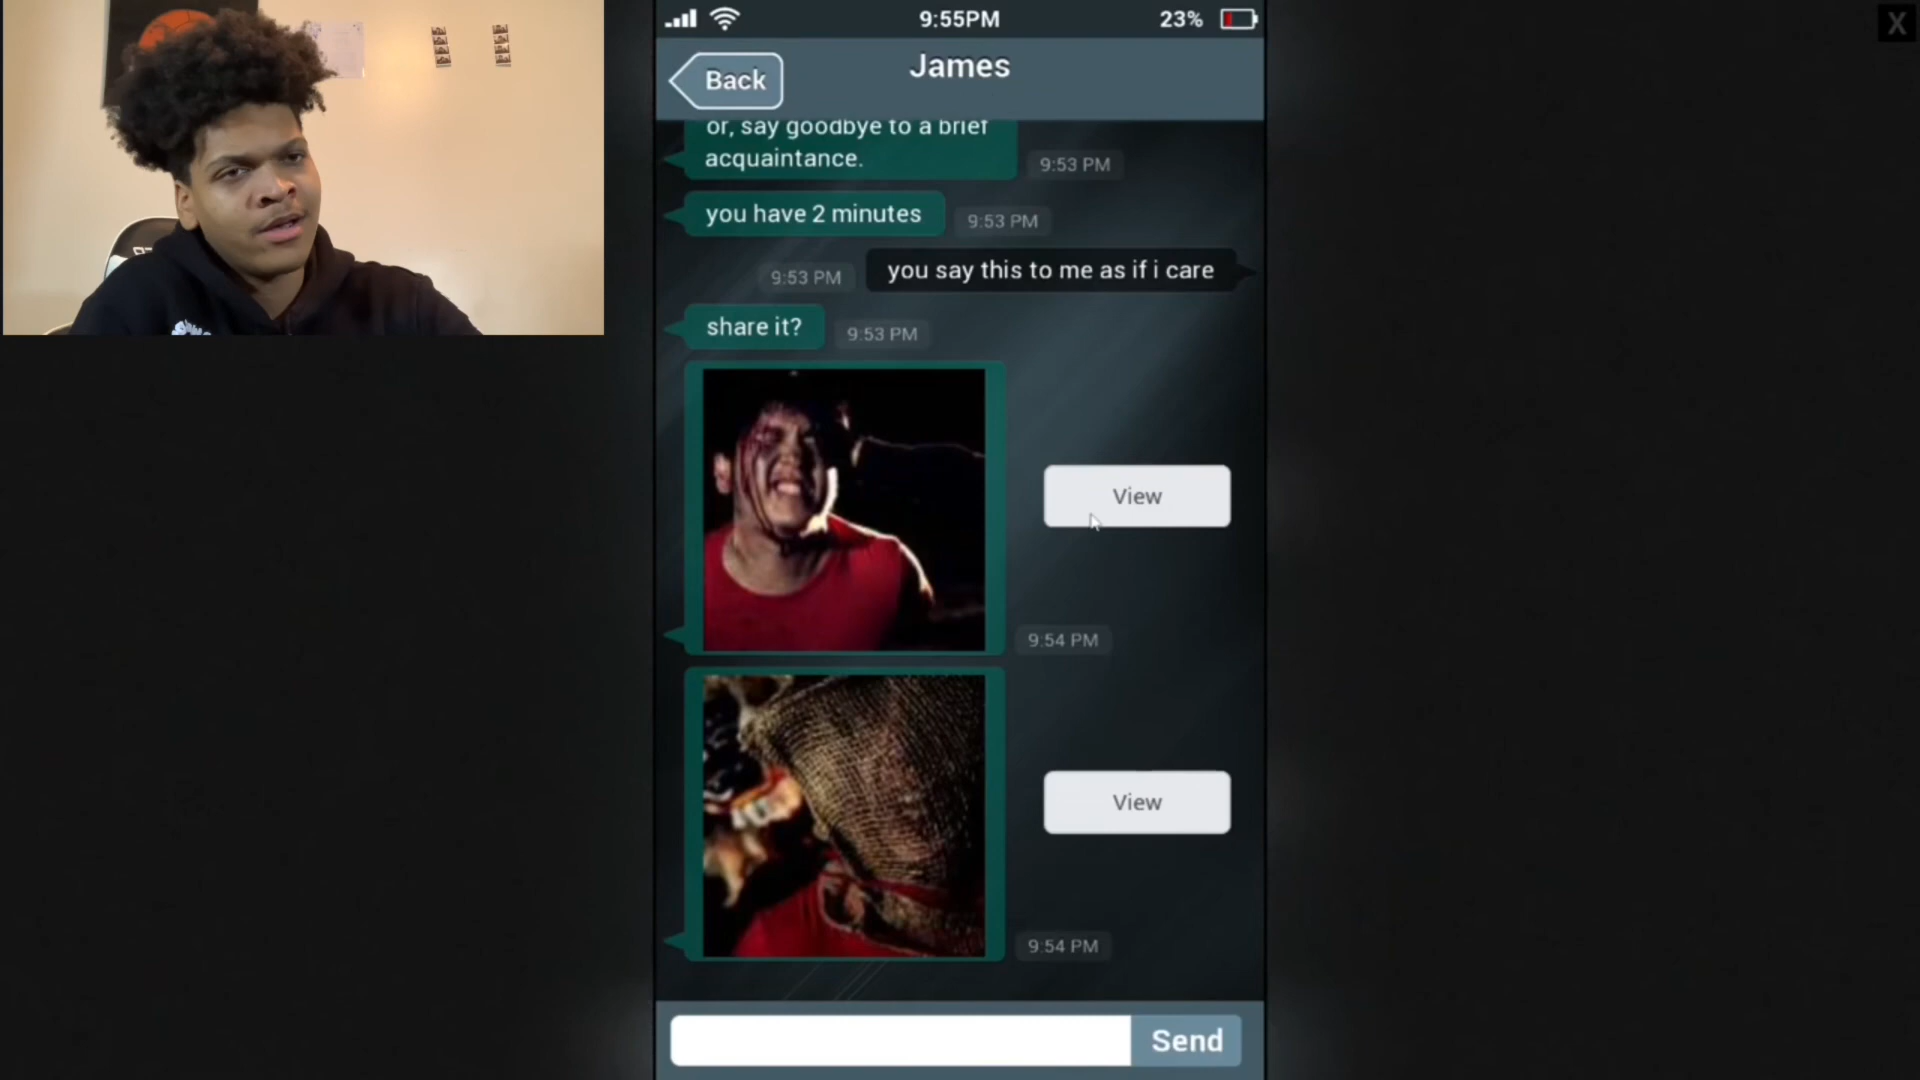 9:55PM
23%
X
Back
James
or, say goodbye to a brief
acquaintance.
9:53 PM
you have 2 minutes
9:53 PM
9:53 PM
you say this to me as if i care
share it?
9:53 PM
View
9:54 PM
View
9:54 PM
Send